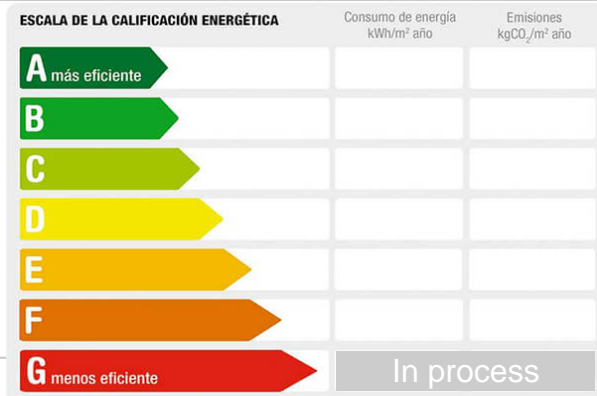 ESCALA DE LA CALIFICACIÓN ENERGÉTICA
Consumo de energía
kWh/m² año
Emisiones
kgCO₂/m² año
A más eficiente
B
C
D
E
F
G menos eficiente
In process